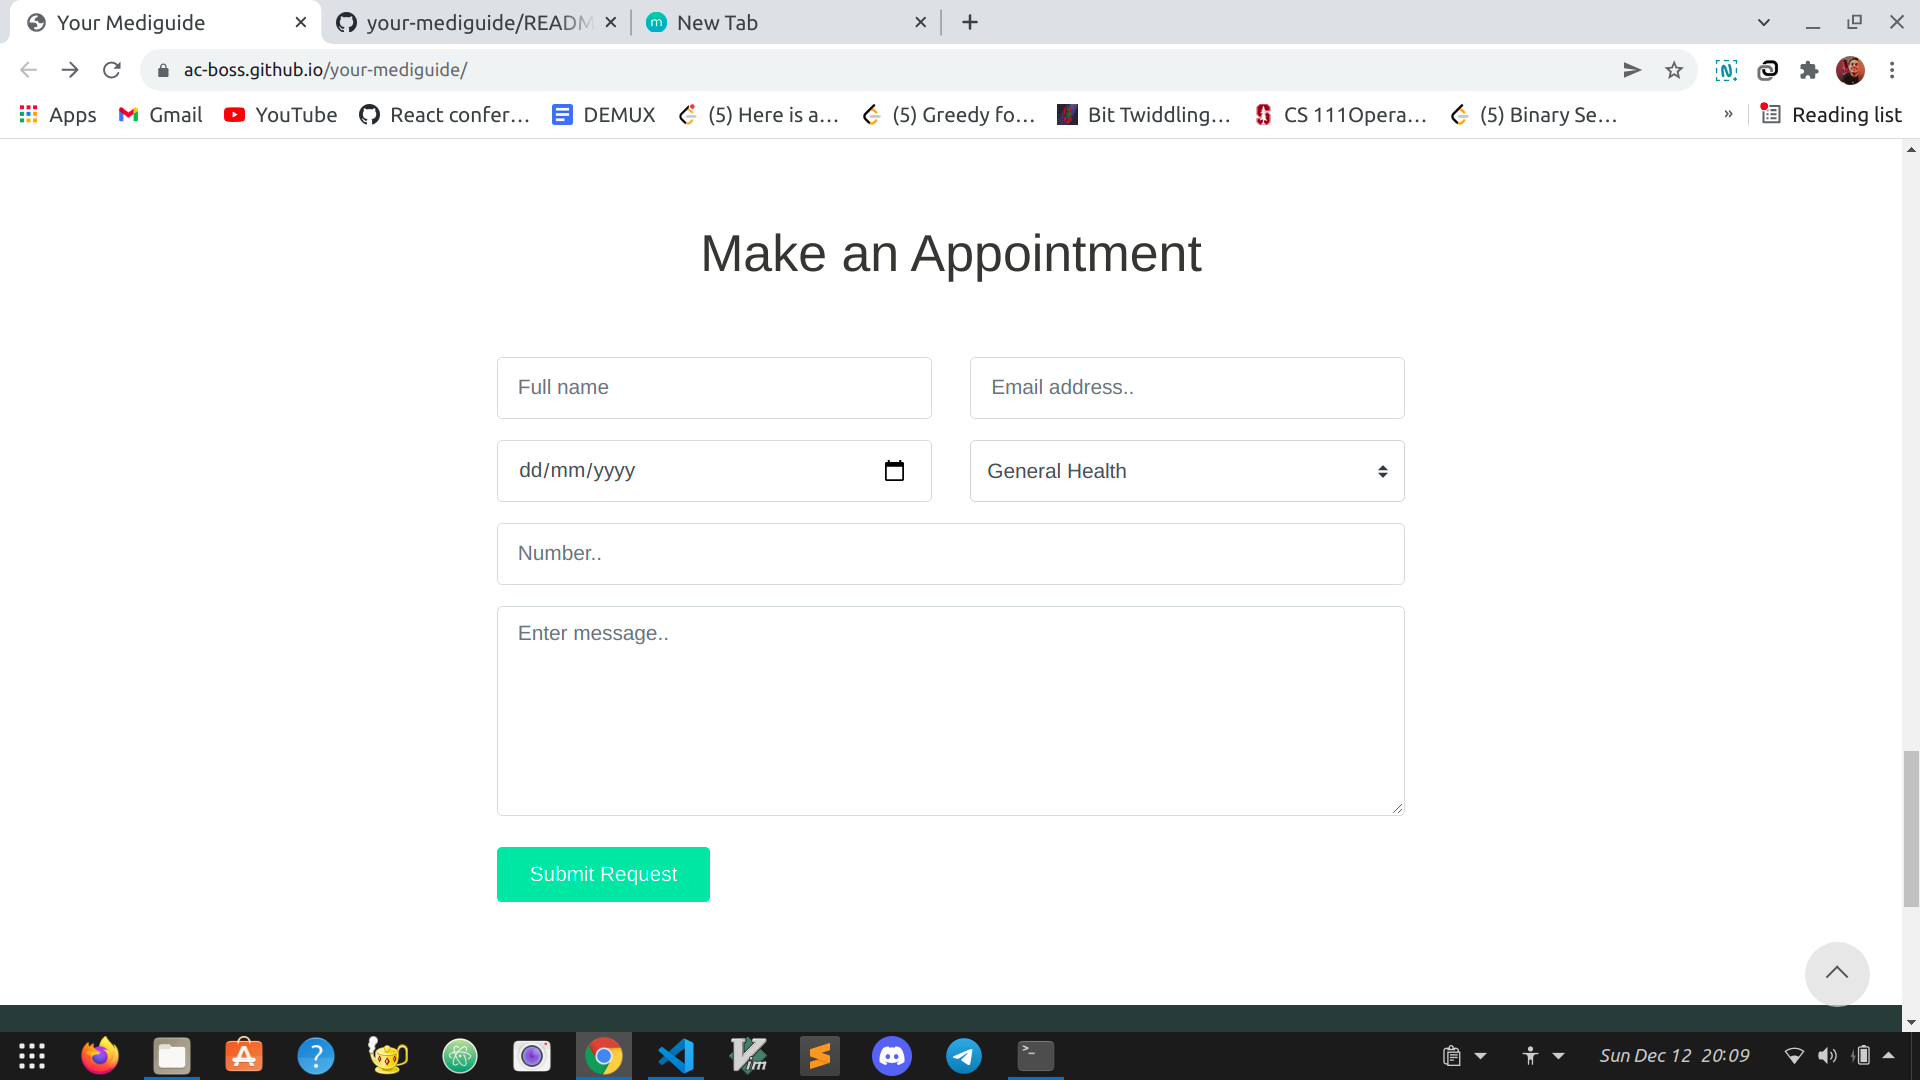 Your Mediguide
your-mediguide/READM
New Tab
ac-boss.github.io/your-mediguide/
Apps
Gmail
YouTube
React confer...
DEMUX
(5) Here is a...
(5) Greedy fo...
Bit Twiddling...
CS 111Opera...
(5) Binary Se...
»
Reading list
Make an Appointment
Full name
Email address..
dd/mm/yyyy
General Health
Number..
Enter message..
Submit Request
Sun Dec 12 20:09